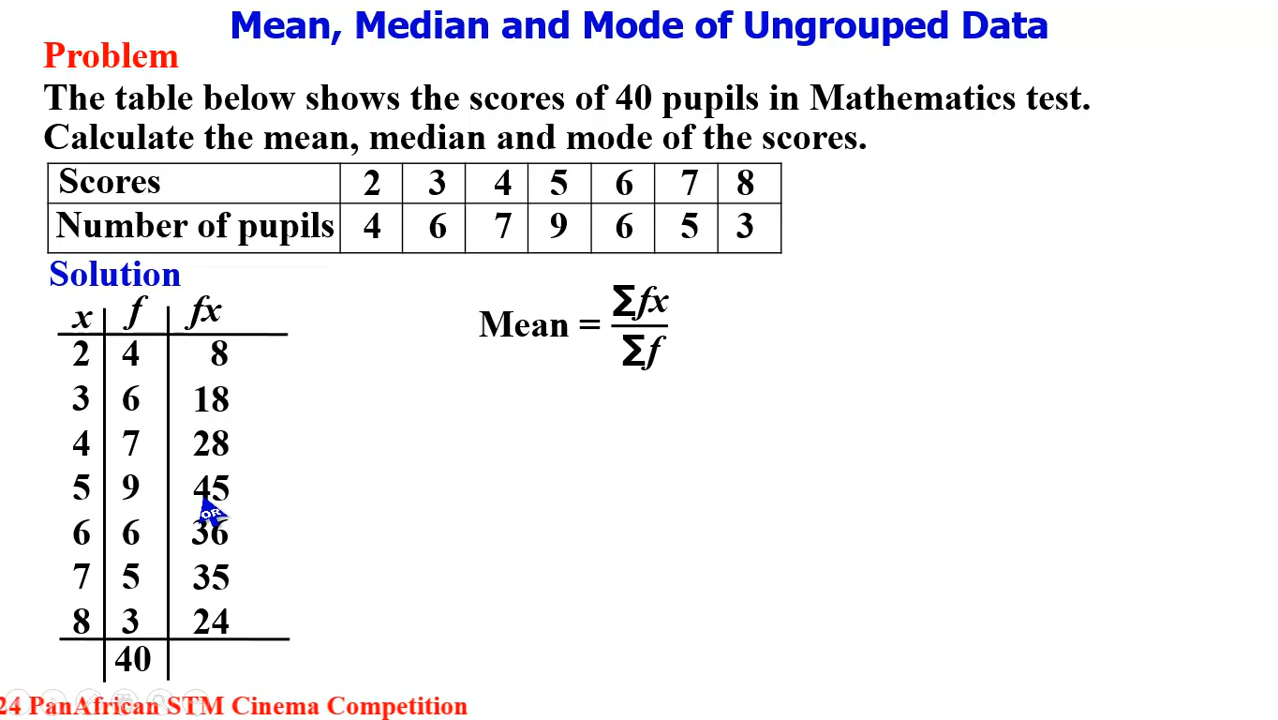 Mean, Median and Mode of Ungrouped Data
Problem
The table below shows the scores of 40 pupils in Mathematics test.
Calculate the mean, median and mode of the scores.
Scores 2 3 4 5 6 7 8
Number of pupils 4 6 7 9 6 5 3
Solution
x f fx
2 4 8
3 6 18
4 7 28
5 9 45
6 6 36
7 5 35
8 3 24
40
Mean = Σfx / Σf
OR
24 PanAfrican STM Cinema Competition